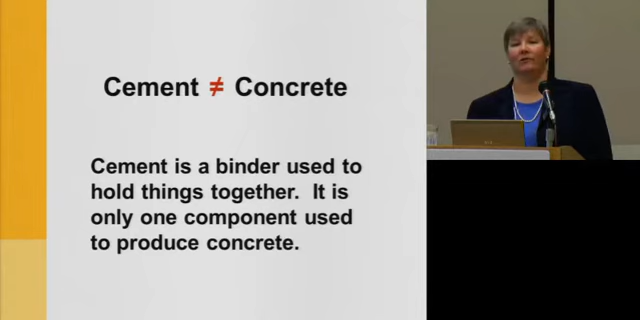 Cement ≠ Concrete
Cement is a binder used to
hold things together.  It is
only one component used
to produce concrete.